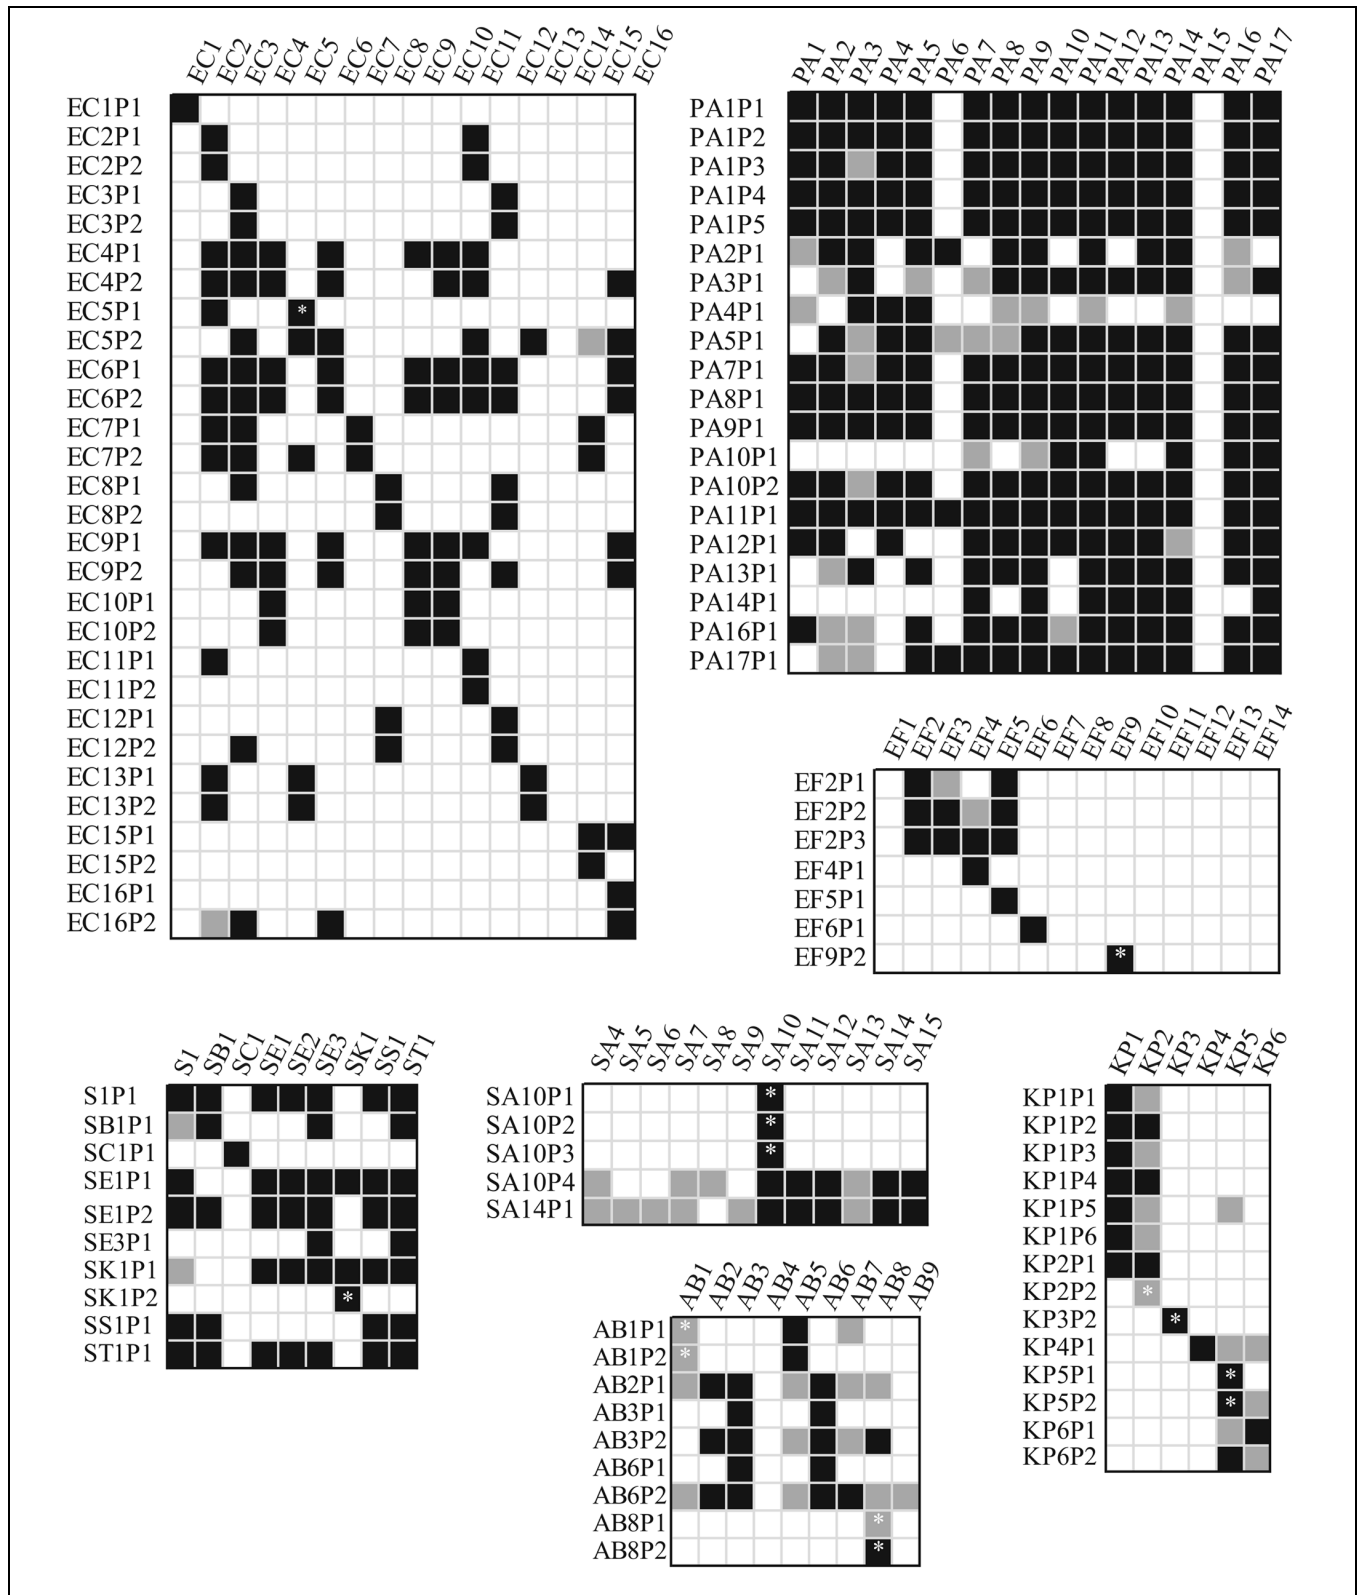 EC1 EC2 EC3 EC4 EC5 EC6 EC7 EC8 EC9 EC10 EC11 EC12 EC13 EC14 EC15 EC16
EC1P1
EC2P1
EC2P2
EC3P1
EC3P2
EC4P1
EC4P2
EC5P1
*
EC5P2
EC6P1
EC6P2
EC7P1
EC7P2
EC8P1
EC8P2
EC9P1
EC9P2
EC10P1
EC10P2
EC11P1
EC11P2
EC12P1
EC12P2
EC13P1
EC13P2
EC15P1
EC15P2
EC16P1
EC16P2
PA1 PA2 PA3 PA4 PA5 PA6 PA7 PA8 PA9 PA10 PA11 PA12 PA13 PA14 PA15 PA16 PA17
PA1P1
PA1P2
PA1P3
PA1P4
PA1P5
PA2P1
PA3P1
PA4P1
PA5P1
PA7P1
PA8P1
PA9P1
PA10P1
PA10P2
PA11P1
PA12P1
PA13P1
PA14P1
PA16P1
PA17P1
EF1 EF2 EF3 EF4 EF5 EF6 EF7 EF8 EF9 EF10 EF11 EF12 EF13 EF14
EF2P1
EF2P2
EF2P3
EF4P1
EF5P1
EF6P1
EF9P2 *
S1 SB1 SC1 SE1 SE2 SE3 SK1 SS1 ST1
S1P1
SB1P1
SC1P1
SE1P1
SE1P2
SE3P1
SK1P1
SK1P2 *
SS1P1
ST1P1
SA4 SA5 SA6 SA7 SA8 SA9 SA10 SA11 SA12 SA13 SA14 SA15
SA10P1 *
SA10P2 *
SA10P3 *
SA10P4
SA14P1
AB1 AB2 AB3 AB4 AB5 AB6 AB7 AB8 AB9
AB1P1 *
AB1P2 *
AB2P1
AB3P1
AB3P2
AB6P1
AB6P2
AB8P1 *
AB8P2 *
KP1 KP2 KP3 KP4 KP5 KP6
KP1P1
KP1P2
KP1P3
KP1P4
KP1P5
KP1P6
KP2P1
KP2P2 *
KP3P2 *
KP4P1
KP5P1 *
KP5P2 *
KP6P1
KP6P2